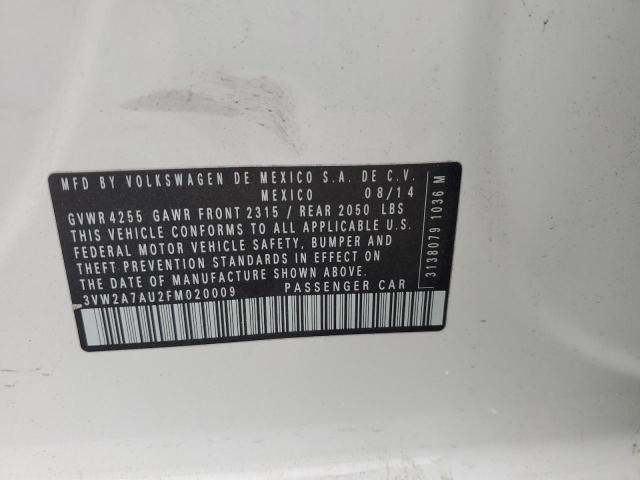 MFD BY VOLKSWAGEN DE MEXICO S.A. DE C.V.
MEXICO 08/14
GVWR 4255 GAWR FRONT 2315 / REAR 2050 LBS
THIS VEHICLE CONFORMS TO ALL APPLICABLE U.S.
FEDERAL MOTOR VEHICLE SAFETY, BUMPER AND
THEFT PREVENTION STANDARDS IN EFFECT ON
THE DATE OF MANUFACTURE SHOWN ABOVE.
3VW2A7AU2FM020009 PASSENGER CAR
3138079 1036 M